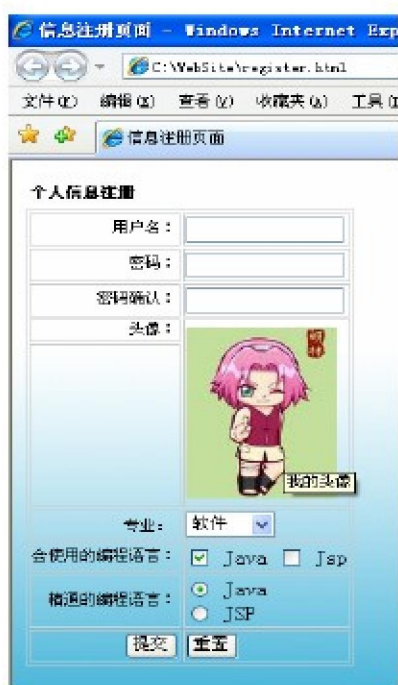 信息注册页面 - Windows Internet Exp
C:\WebSite\register.html
文件(F) 编辑(E) 查看(V) 收藏夹(A) 工具(T
信息注册页面
个人信息注册
用户名：
密码：
密码确认：
头像：
我的头像
专业： 软件
会使用的编程语言： Java Jsp
精通的编程语言： Java
JSP
提交 重置